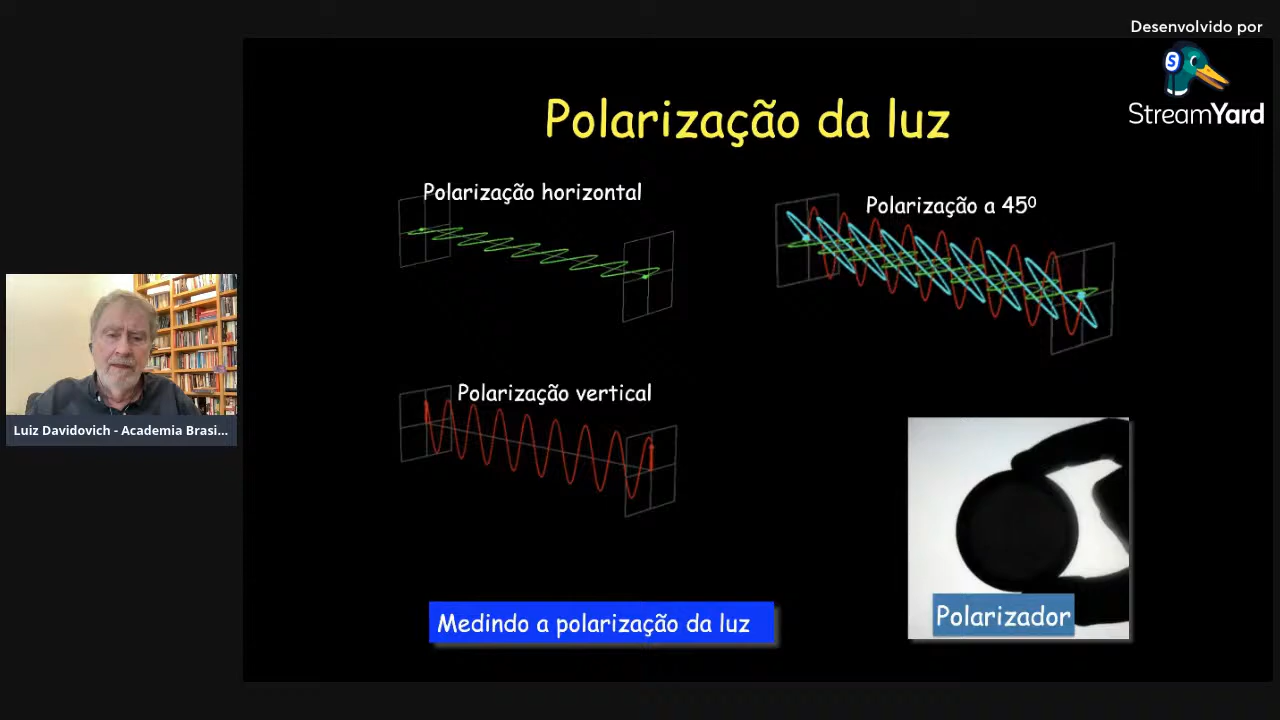 Desenvolvido por
S
StreamYard
Polarização da luz
Polarização horizontal
Polarização a 45º
Polarização vertical
Luiz Davidovich - Academia Brasi...
Polarizador
Medindo a polarização da luz